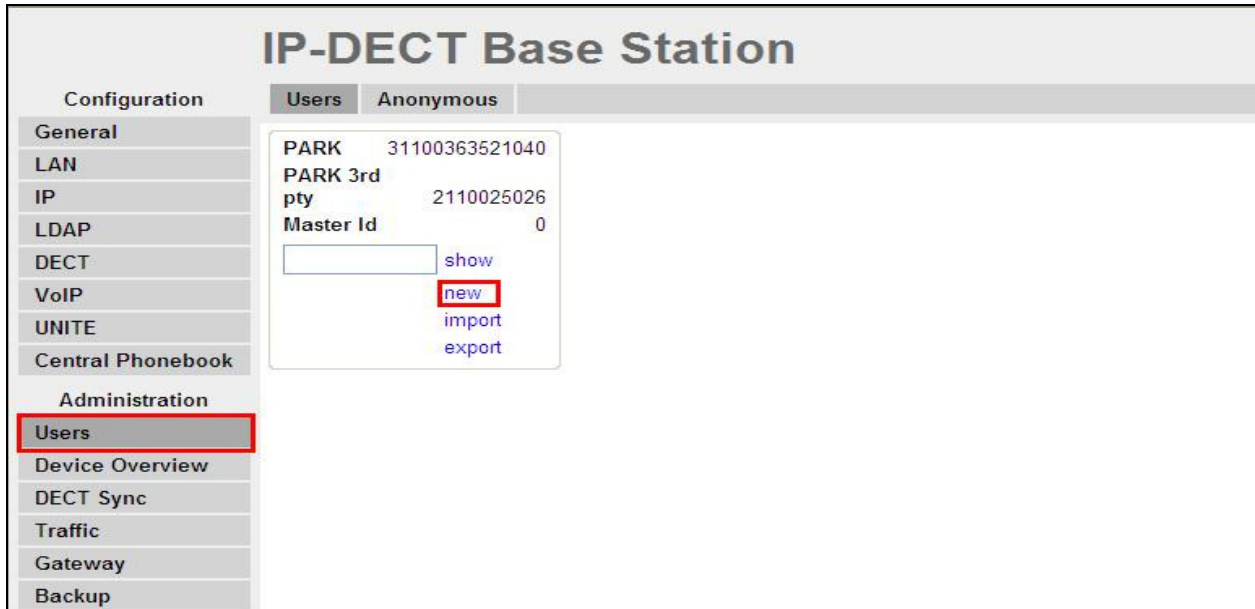 IP-DECT Base Station
Configuration
General
LAN
IP
LDAP
DECT
VoIP
UNITE
Central Phonebook
Administration
Users
Device Overview
DECT Sync
Traffic
Gateway
Backup
Users Anonymous
PARK 31100363521040
PARK 3rd
pty 2110025026
Master Id 0
show
new
import
export